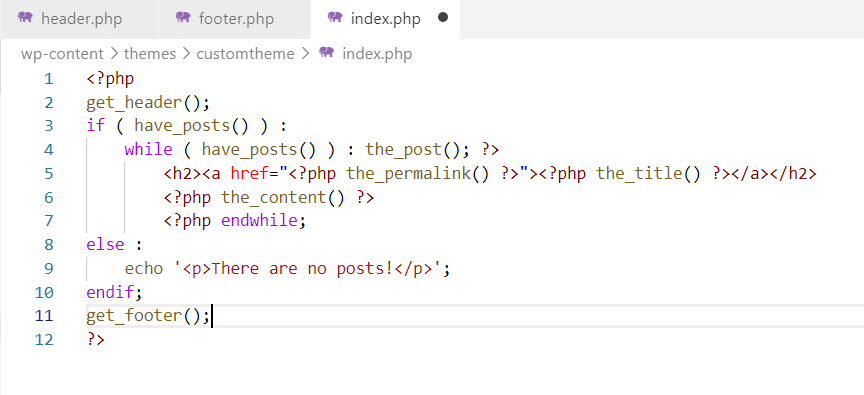 header.php footer.php index.php
wp-content > themes > customtheme > index.php
1 <?php
2 get_header();
3 if ( have_posts() ) :
4     while ( have_posts() ) : the_post(); ?>
5         <h2><a href="<?php the_permalink() ?>"><?php the_title() ?></a></h2>
6         <?php the_content() ?>
7         <?php endwhile;
8 else :
9     echo '<p>There are no posts!</p>';
10 endif;
11 get_footer();
12 ?>